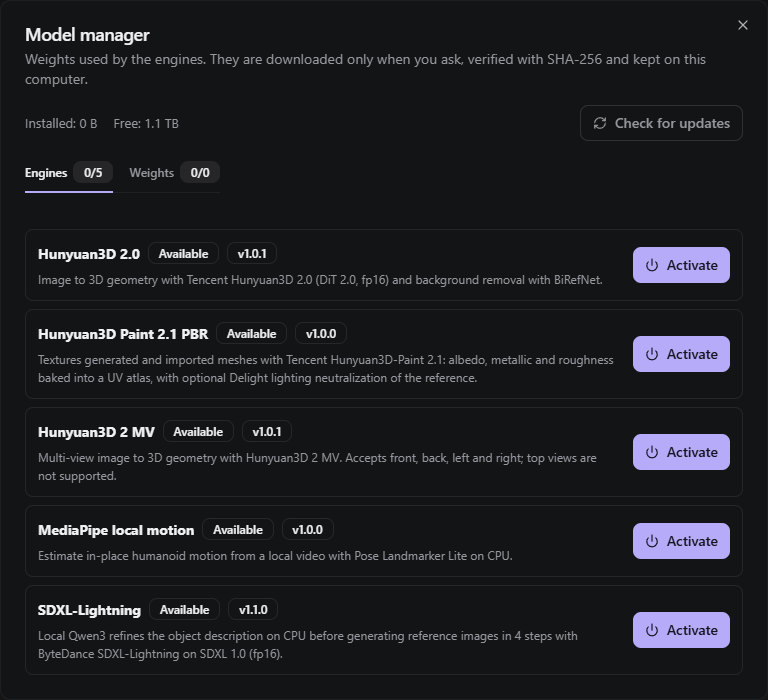 Model manager
Weights used by the engines. They are downloaded only when you ask, verified with SHA-256 and kept on this
computer.
Installed: 0 B Free: 1.1 TB
Check for updates
Engines 0/5 Weights 0/0
Hunyuan3D 2.0 Available v1.0.1
Image to 3D geometry with Tencent Hunyuan3D 2.0 (DiT 2.0, fp16) and background removal with BiRefNet.
Activate
Hunyuan3D Paint 2.1 PBR Available v1.0.0
Textures generated and imported meshes with Tencent Hunyuan3D-Paint 2.1: albedo, metallic and roughness
baked into a UV atlas, with optional Delight lighting neutralization of the reference.
Activate
Hunyuan3D 2 MV Available v1.0.1
Multi-view image to 3D geometry with Hunyuan3D 2 MV. Accepts front, back, left and right; top views are
not supported.
Activate
MediaPipe local motion Available v1.0.0
Estimate in-place humanoid motion from a local video with Pose Landmarker Lite on CPU.
Activate
SDXL-Lightning Available v1.1.0
Local Qwen3 refines the object description on CPU before generating reference images in 4 steps with
ByteDance SDXL-Lightning on SDXL 1.0 (fp16).
Activate